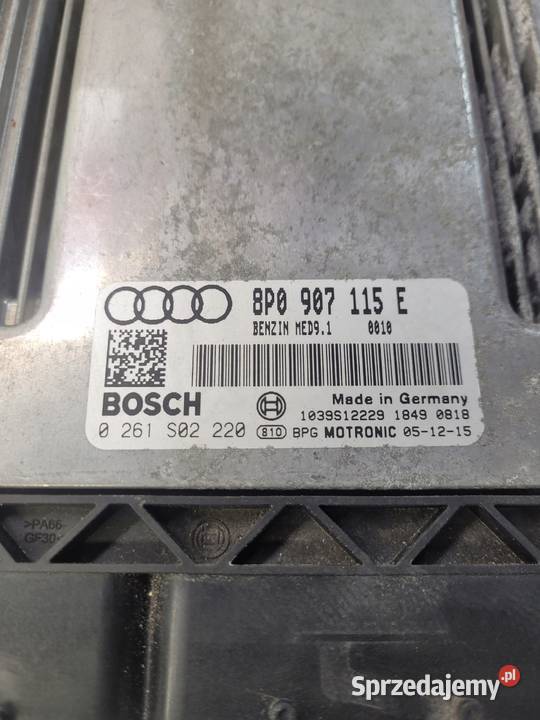 8P0 907 115 E
BENZIN MED9.1 0010
BOSCH
Made in Germany
1039S12229 1849 0818
0 261 S02 220 810 BPG MOTRONIC 05-12-15
>PA66-
GF30<
Sprzedajemy.pl